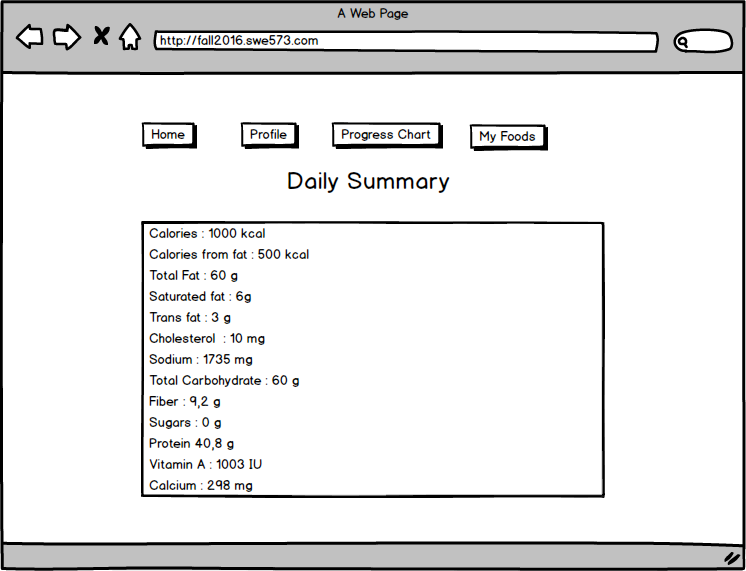 A Web Page
http://fall2016.swe573.com
Home Profile Progress Chart My Foods
Daily Summary
Calories : 1000 kcal
Calories from fat : 500 kcal
Total Fat : 60 g
Saturated fat : 6g
Trans fat : 3 g
Cholesterol  : 10 mg
Sodium : 1735 mg
Total Carbohydrate : 60 g
Fiber : 9,2 g
Sugars : 0 g
Protein 40,8 g
Vitamin A : 1003 IU
Calcium : 298 mg